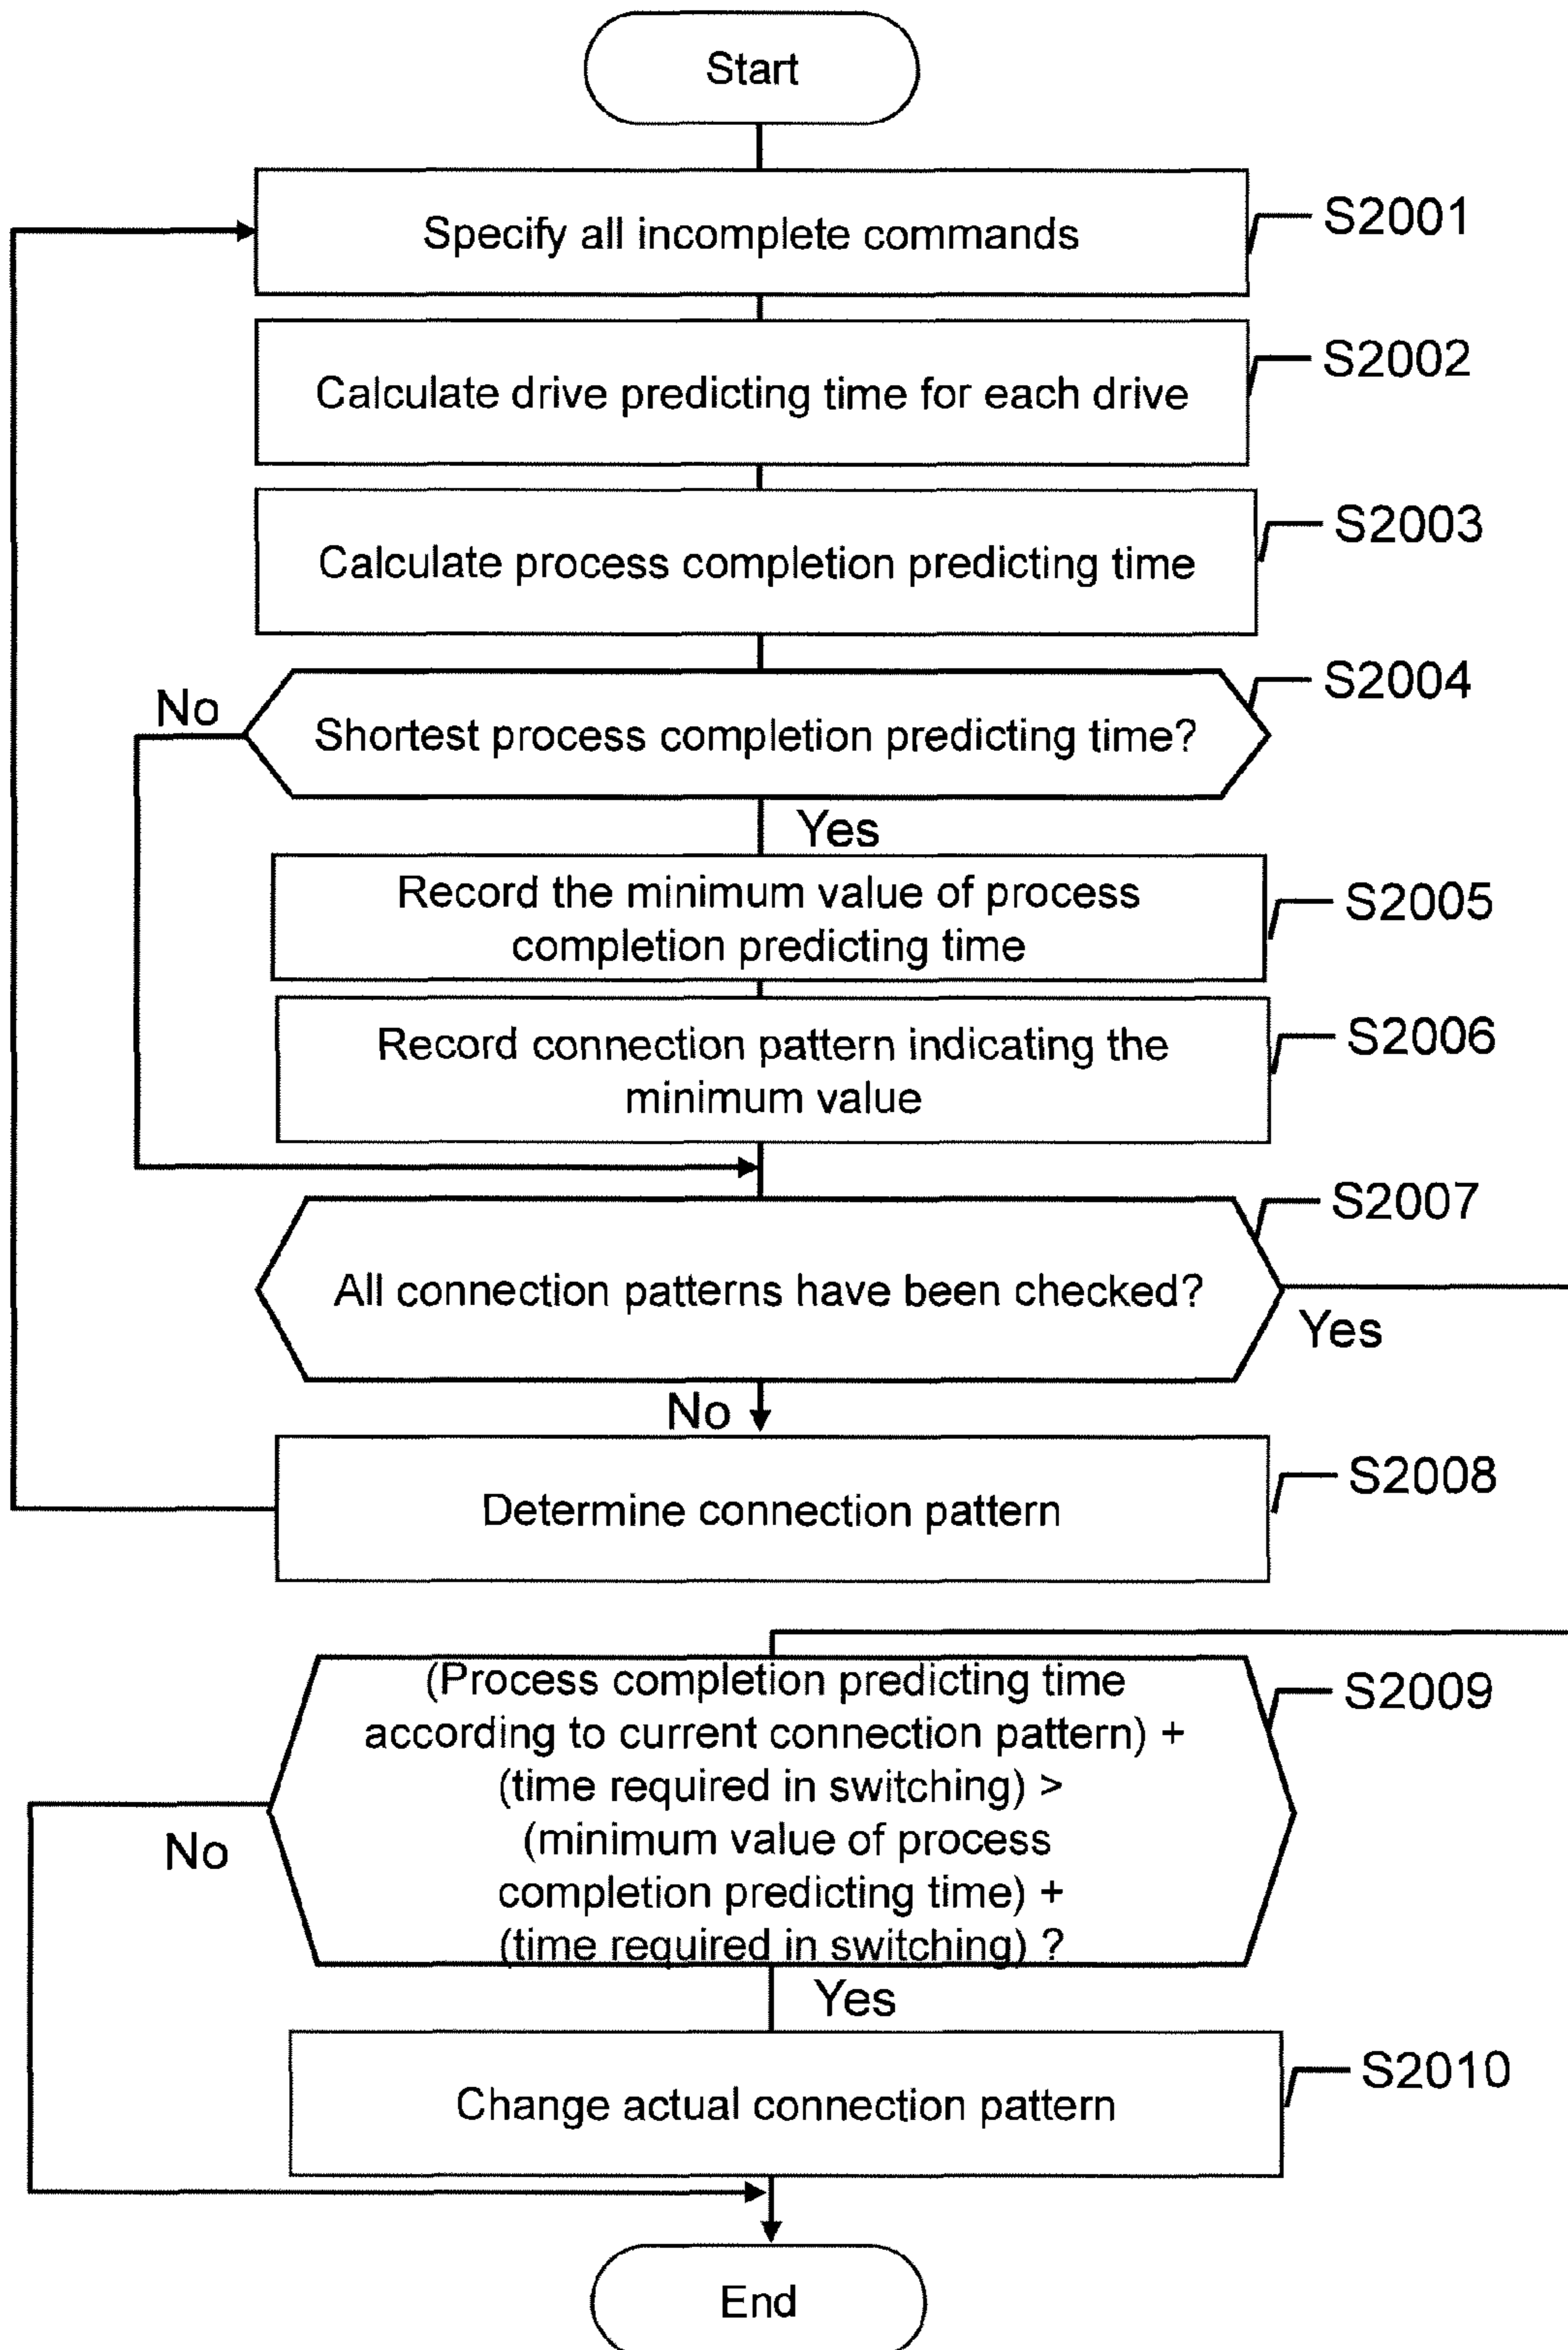 Start
Specify all incomplete commands
S2001
Calculate drive predicting time for each drive
S2002
Calculate process completion predicting time
S2003
No
Shortest process completion predicting time?
S2004
Yes
Record the minimum value of process
completion predicting time
S2005
Record connection pattern indicating the
minimum value
S2006
All connection patterns have been checked?
S2007
Yes
No
Determine connection pattern
S2008
(Process completion predicting time
according to current connection pattern) +
(time required in switching) >
(minimum value of process
completion predicting time) +
(time required in switching) ?
S2009
No
Yes
Change actual connection pattern
S2010
End